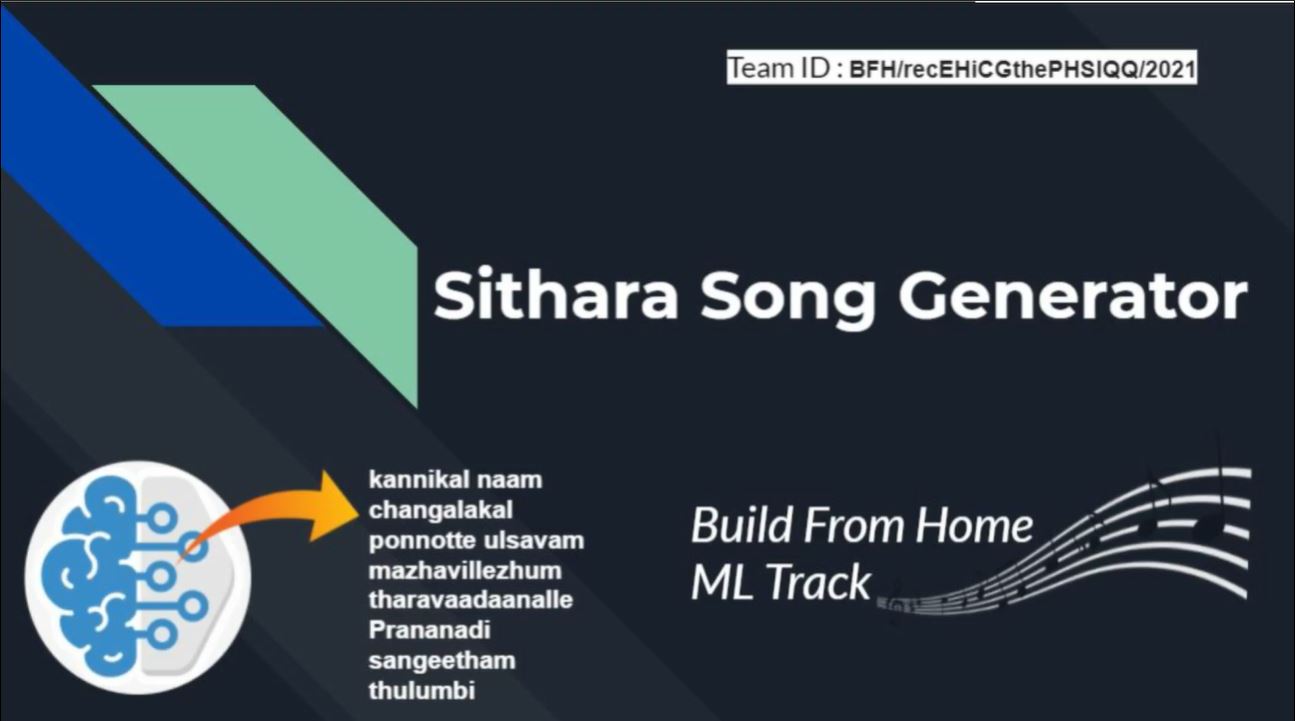 Team ID : BFH/recEHiCGthePHSIQQ/2021
Sithara Song Generator
kannikal naam
changalakal
ponnotte ulsavam
mazhavillezhum
tharavaadaanalle
Prananadi
sangeetham
thulumbi
Build From Home
ML Track